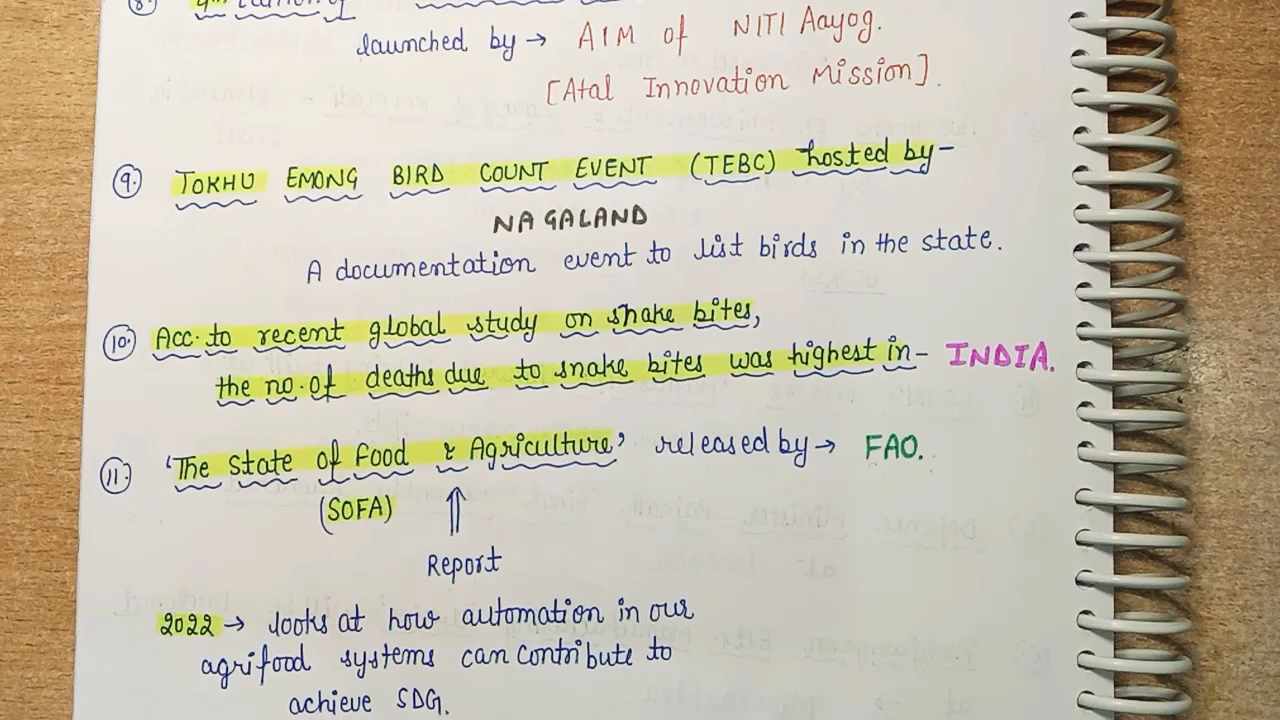 8.
launched by → AIM of NITI Aayog.
[Atal Innovation Mission].
9. TOKHU EMONG BIRD COUNT EVENT (TEBC) hosted by-
NAGALAND
A documentation event to list birds in the state.
10. Acc. to recent global study on snake bites,
the no. of deaths due to snake bites was highest in- INDIA.
11. 'The State of Food & Agriculture' released by → FAO.
(SOFA)
Report
2022 → looks at how automation in our
agrifood systems can contribute to
achieve SDG.